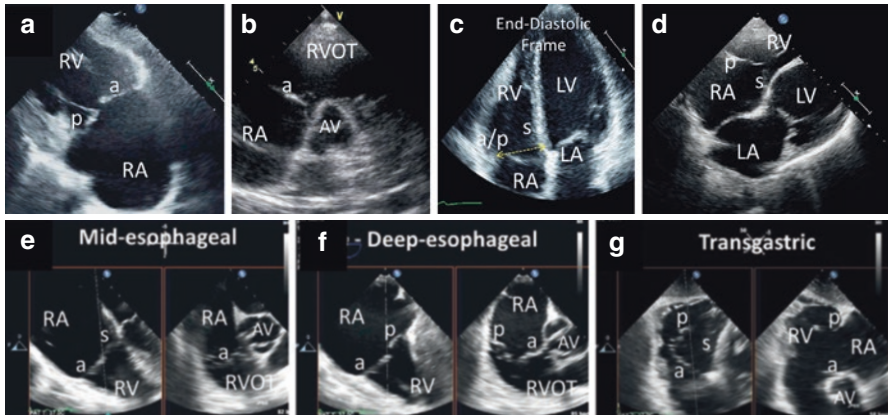 a
RV
a
p
RA
b
V
RVOT
a
RA
AV
c
End-Diastolic
Frame
RV
LV
a/p
s
LA
RA
d
RV
p
s
RA
LV
LA
e
Mid-esophageal
RA
s
a
RV
RA
AV
a
RVOT
f
Deep-esophageal
RA
p
a
RV
RA
p
a
AV
RVOT
g
Transgastric
p
s
a
p
RV
RA
a
AV